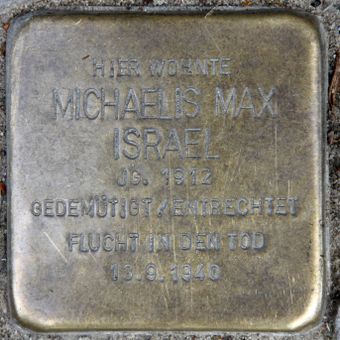 HIER WOHNTE
MICHAELIS MAX
ISRAEL
JG. 1912
GEDEMÜTIGT/ENTRECHTET
FLUCHT IN DEN TOD
13.9.1940